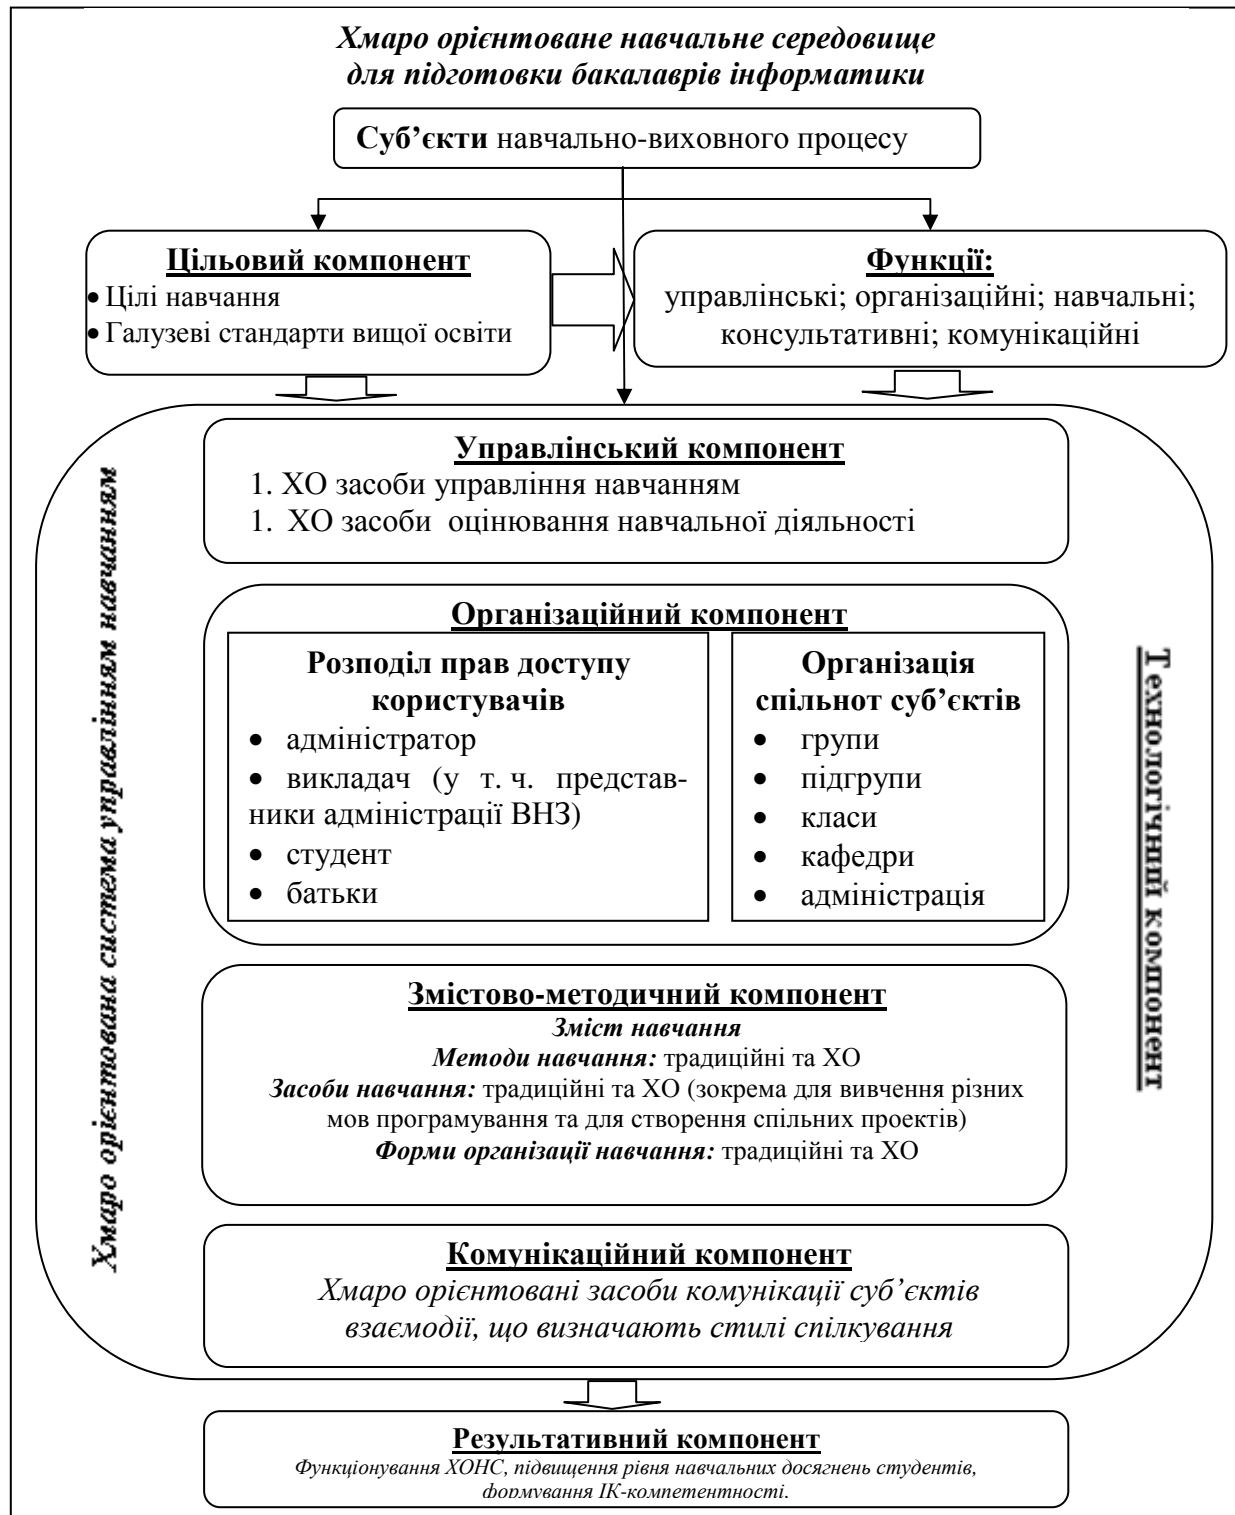 Хмаро орієнтоване навчальне середовище
для підготовки бакалаврів інформатики
Суб’єкти навчально-виховного процесу
Цільовий компонент
• Цілі навчання
• Галузеві стандарти вищої освіти
Функції:
управлінські; організаційні; навчальні;
консультативні; комунікаційні
Хмаро орієнтована система управлінням навчанням
Управлінський компонент
1. ХО засоби управління навчанням
1. ХО засоби оцінювання навчальної діяльності
Організаційний компонент
Розподіл прав доступу
користувачів
• адміністратор
• викладач (у т. ч. представ-
ники адміністрації ВНЗ)
• студент
• батьки
Організація
спільнот суб’єктів
• групи
• підгрупи
• класи
• кафедри
• адміністрація
Технологічний компонент
Змістово-методичний компонент
Зміст навчання
Методи навчання: традиційні та ХО
Засоби навчання: традиційні та ХО (зокрема для вивчення різних
мов програмування та для створення спільних проектів)
Форми організації навчання: традиційні та ХО
Комунікаційний компонент
Хмаро орієнтовані засоби комунікації суб’єктів
взаємодії, що визначають стилі спілкування
Результативний компонент
Функціонування ХОНС, підвищення рівня навчальних досягнень студентів,
формування ІК-компетентності.